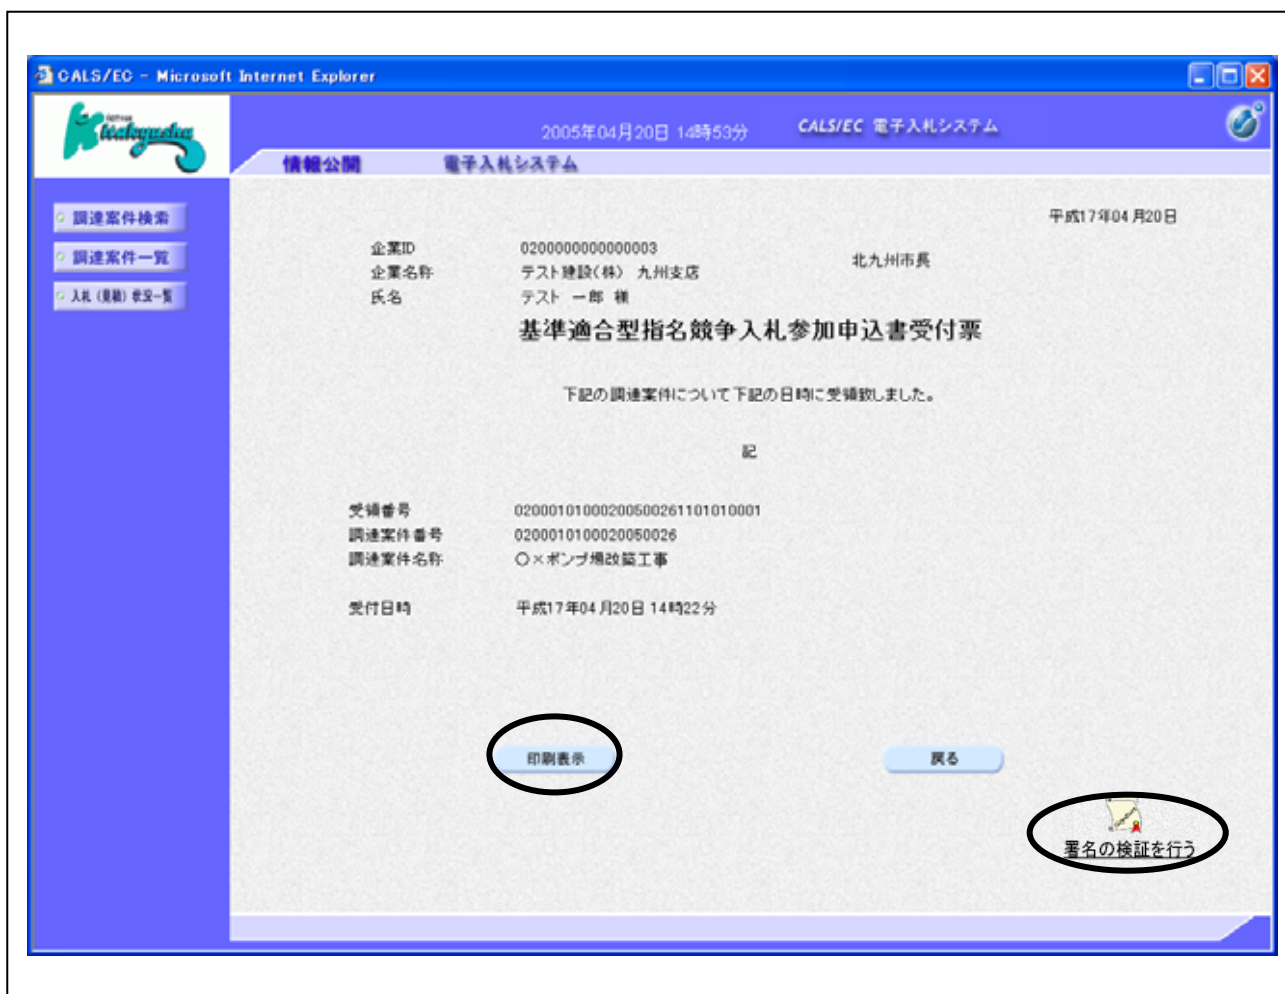 CALS/EC - Microsoft Internet Explorer
2005年04月20日 14時53分
CALS/EC 電子入札システム
情報公開
電子入札システム
調達案件検索
調達案件一覧
入札（見積）状況一覧
平成17年04月20日
企業ID 0200000000000003
北九州市長
企業名称 テスト建設(株) 九州支店
氏名 テスト 一郎 様
基準適合型指名競争入札参加申込書受付票
下記の調達案件について下記の日時に受領致しました。
記
受領番号 02000101000200500261101010001
調達案件番号 0200010100020050026
調達案件名称 ○×ポンプ場改築工事
受付日時 平成17年04月20日 14時22分
印刷表示
戻る
署名の検証を行う